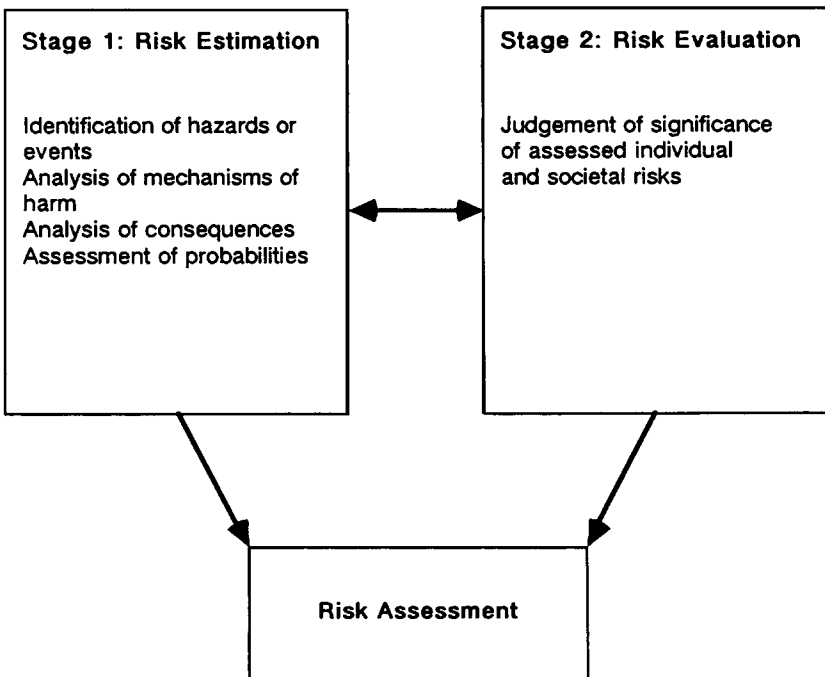 Stage 1: Risk Estimation
Identification of hazards or
events
Analysis of mechanisms of
harm
Analysis of consequences
Assessment of probabilities
Stage 2: Risk Evaluation
Judgement of significance
of assessed individual
and societal risks
Risk Assessment